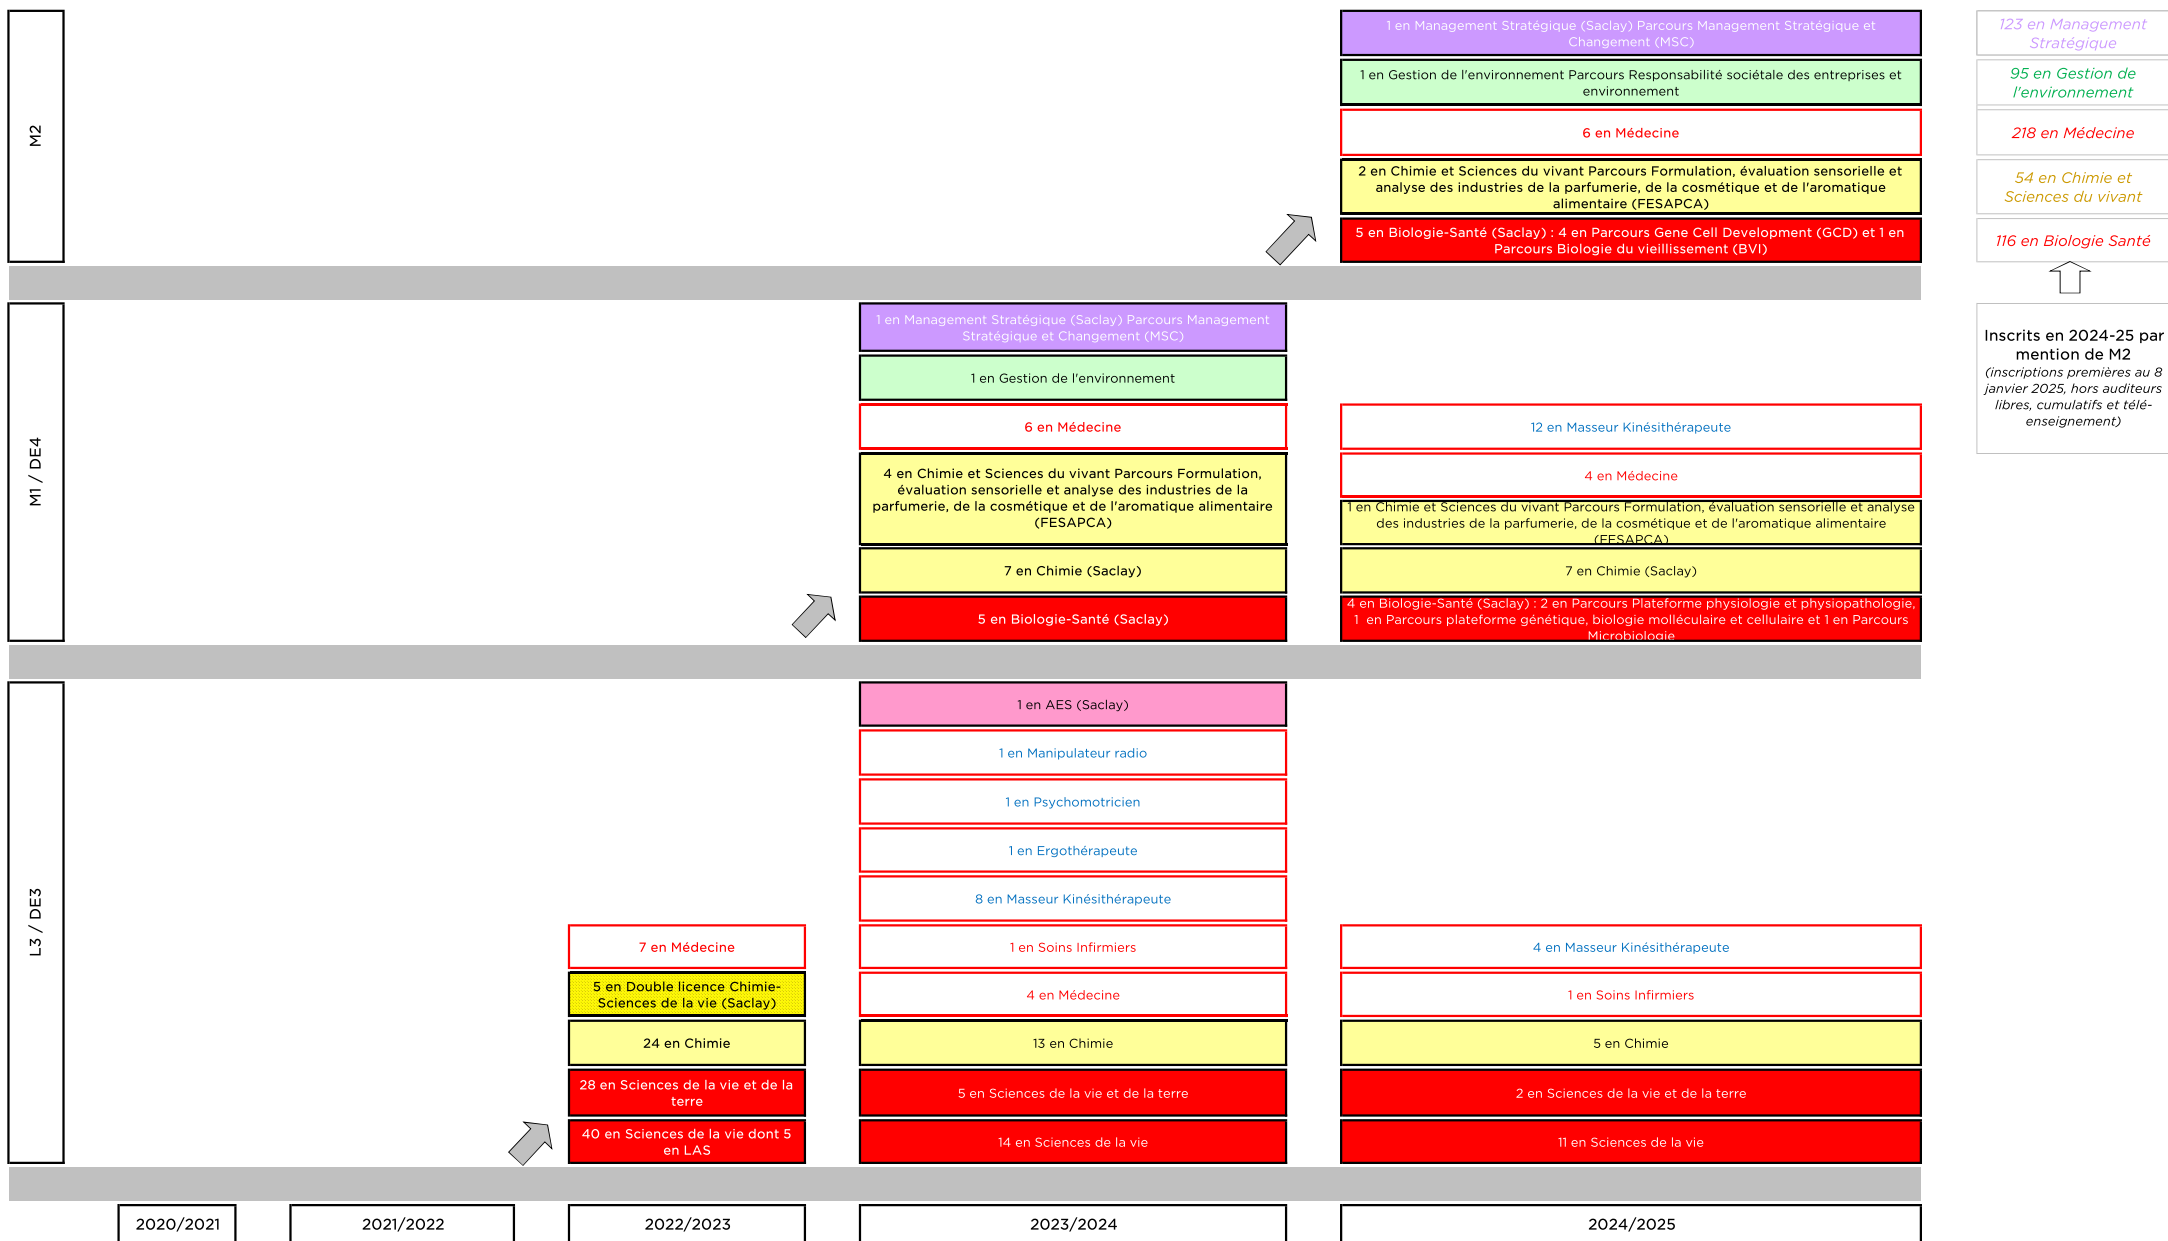 M2
1 en Management Stratégique (Saclay) Parcours Management Stratégique et
Changement (MSC)
1 en Gestion de l'environnement Parcours Responsabilité sociétale des entreprises et
environnement
6 en Médecine
2 en Chimie et Sciences du vivant Parcours Formulation, évaluation sensorielle et
analyse des industries de la parfumerie, de la cosmétique et de l'aromatique
alimentaire (FESAPCA)
5 en Biologie-Santé (Saclay) : 4 en Parcours Gene Cell Development (GCD) et 1 en
Parcours Biologie du vieillissement (BVI)
123 en Management
Stratégique
95 en Gestion de
l'environnement
218 en Médecine
54 en Chimie et
Sciences du vivant
116 en Biologie Santé
Inscrits en 2024-25 par
mention de M2
(inscriptions premières au 8
janvier 2025, hors auditeurs
libres, cumulatifs et télé-
enseignement)
M1 / DE4
1 en Management Stratégique (Saclay) Parcours Management
Stratégique et Changement (MSC)
1 en Gestion de l'environnement
6 en Médecine
4 en Chimie et Sciences du vivant Parcours Formulation,
évaluation sensorielle et analyse des industries de la
parfumerie, de la cosmétique et de l'aromatique alimentaire
(FESAPCA)
7 en Chimie (Saclay)
5 en Biologie-Santé (Saclay)
12 en Masseur Kinésithérapeute
4 en Médecine
1 en Chimie et Sciences du vivant Parcours Formulation, évaluation sensorielle et analyse
des industries de la parfumerie, de la cosmétique et de l'aromatique alimentaire
(FESAPCA)
7 en Chimie (Saclay)
4 en Biologie-Santé (Saclay) : 2 en Parcours Plateforme physiologie et physiopathologie,
1 en Parcours plateforme génétique, biologie molléculaire et cellulaire et 1 en Parcours
Microbiologie
L3 / DE3
7 en Médecine
5 en Double licence Chimie-
Sciences de la vie (Saclay)
24 en Chimie
28 en Sciences de la vie et de la
terre
40 en Sciences de la vie dont 5
en LAS
1 en AES (Saclay)
1 en Manipulateur radio
1 en Psychomotricien
1 en Ergothérapeute
8 en Masseur Kinésithérapeute
1 en Soins Infirmiers
4 en Médecine
13 en Chimie
5 en Sciences de la vie et de la terre
14 en Sciences de la vie
4 en Masseur Kinésithérapeute
1 en Soins Infirmiers
5 en Chimie
2 en Sciences de la vie et de la terre
11 en Sciences de la vie
2020/2021
2021/2022
2022/2023
2023/2024
2024/2025